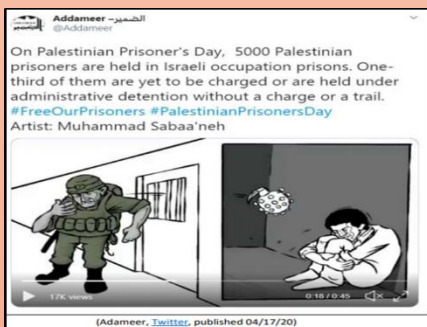 Addameer - الضمير
@Addameer
On Palestinian Prisoner's Day, 5000 Palestinian
prisoners are held in Israeli occupation prisons. One-
third of them are yet to be charged or are held under
administrative detention without a charge or a trail.
#FreeOurPrisoners #PalestinianPrisonersDay
Artist: Muhammad Sabaa'neh
17K views
0:18 / 0:45
(Adameer, Twitter, published 04/17/20)